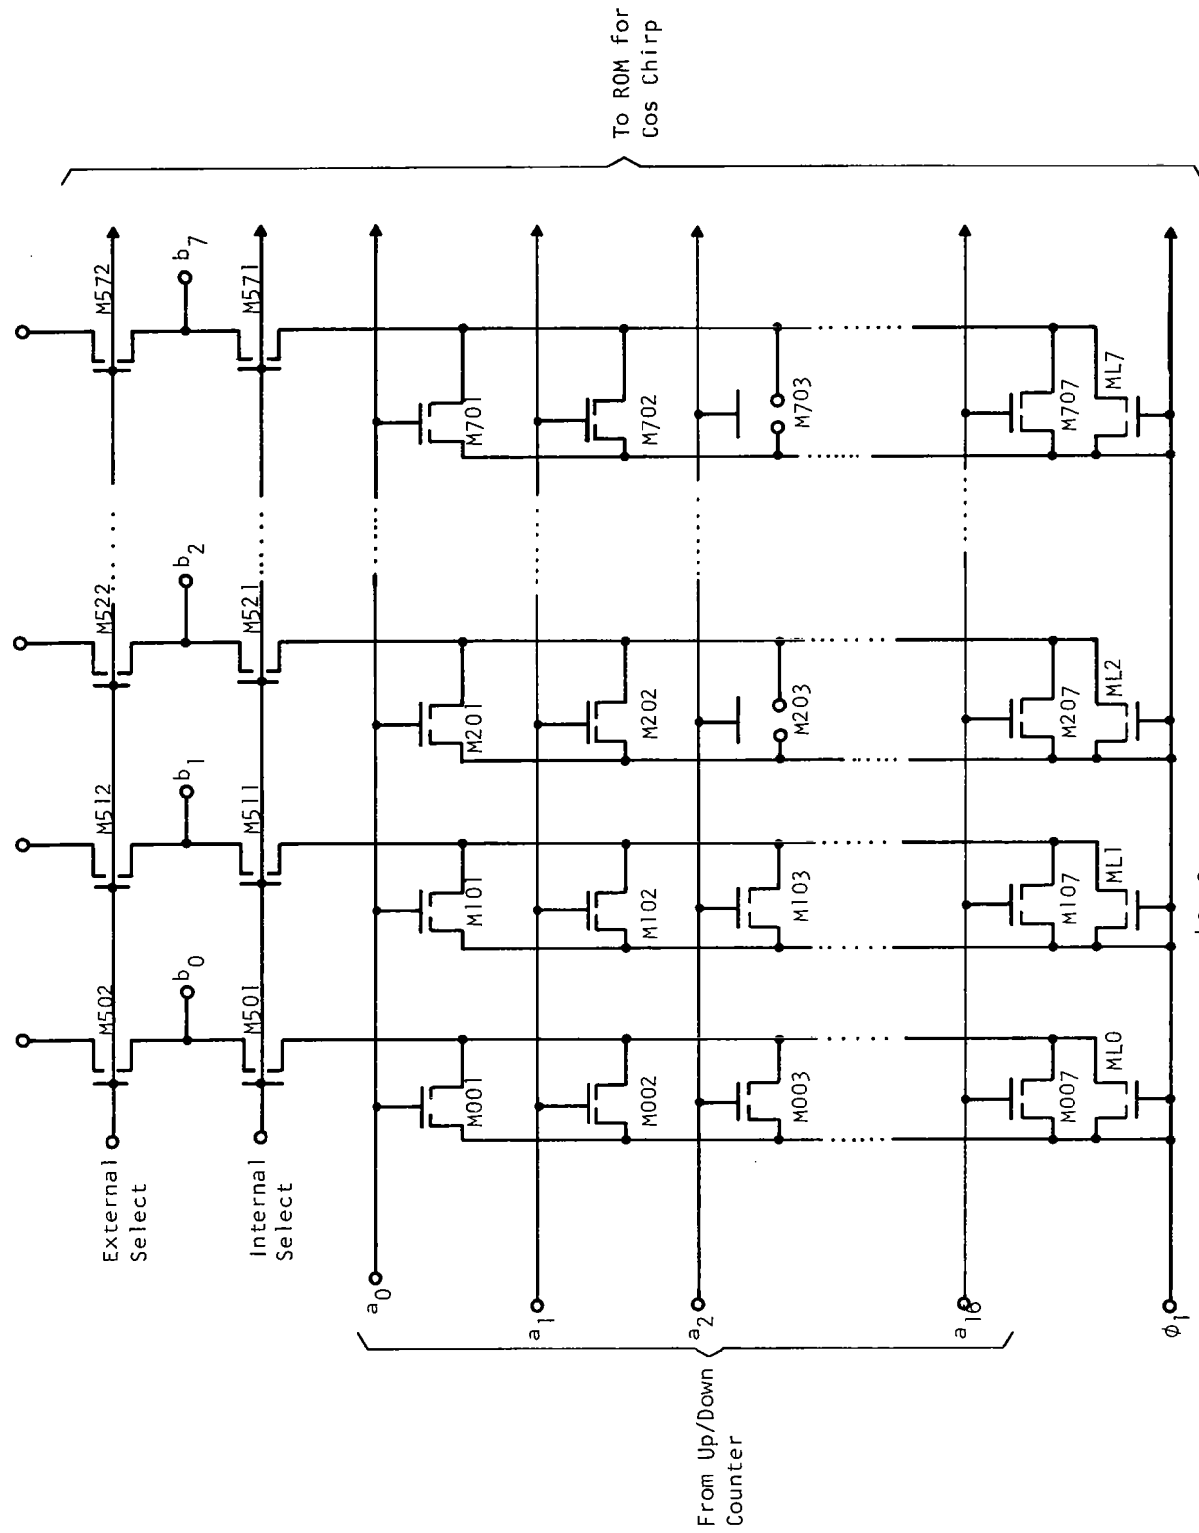 To ROM for
Cos Chirp
M572
b7
M571
M701
M702
M703
M707
ML7
M522
b2
M521
M201
M202
M203
M207
ML2
M512
b1
M511
M101
M102
M103
M107
ML1
M502
b0
M501
M001
M002
M003
M007
ML0
External
Select
Internal
Select
a0
a1
a2
a16
φ1
From Up/Down
Counter